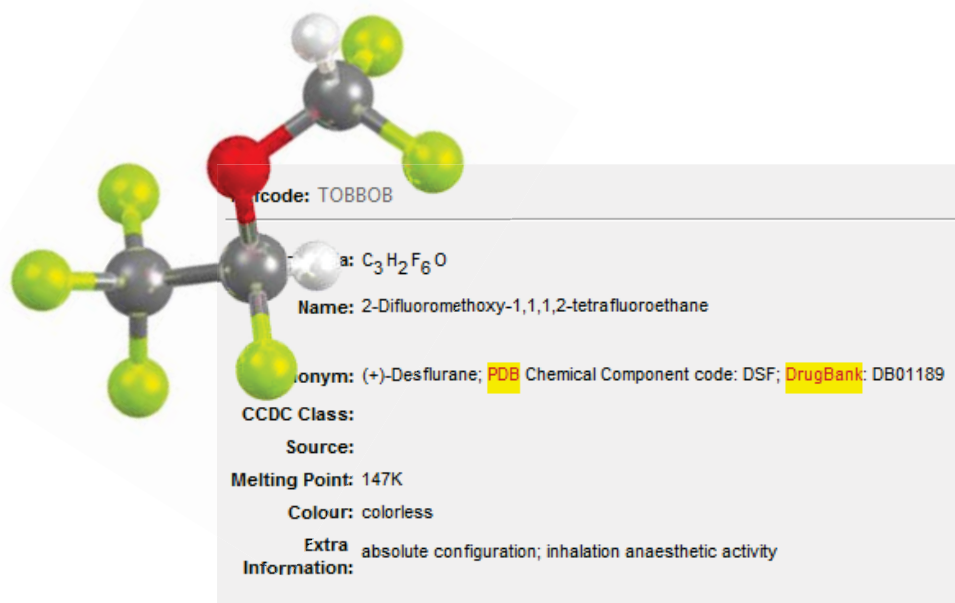 fcode: TOBBOB
a: C3H2F6O
Name: 2-Difluoromethoxy-1,1,1,2-tetrafluoroethane
onym: (+)-Desflurane; PDB Chemical Component code: DSF; DrugBank: DB01189
CCDC Class:
Source:
Melting Point: 147K
Colour: colorless
Extra Information: absolute configuration; inhalation anaesthetic activity